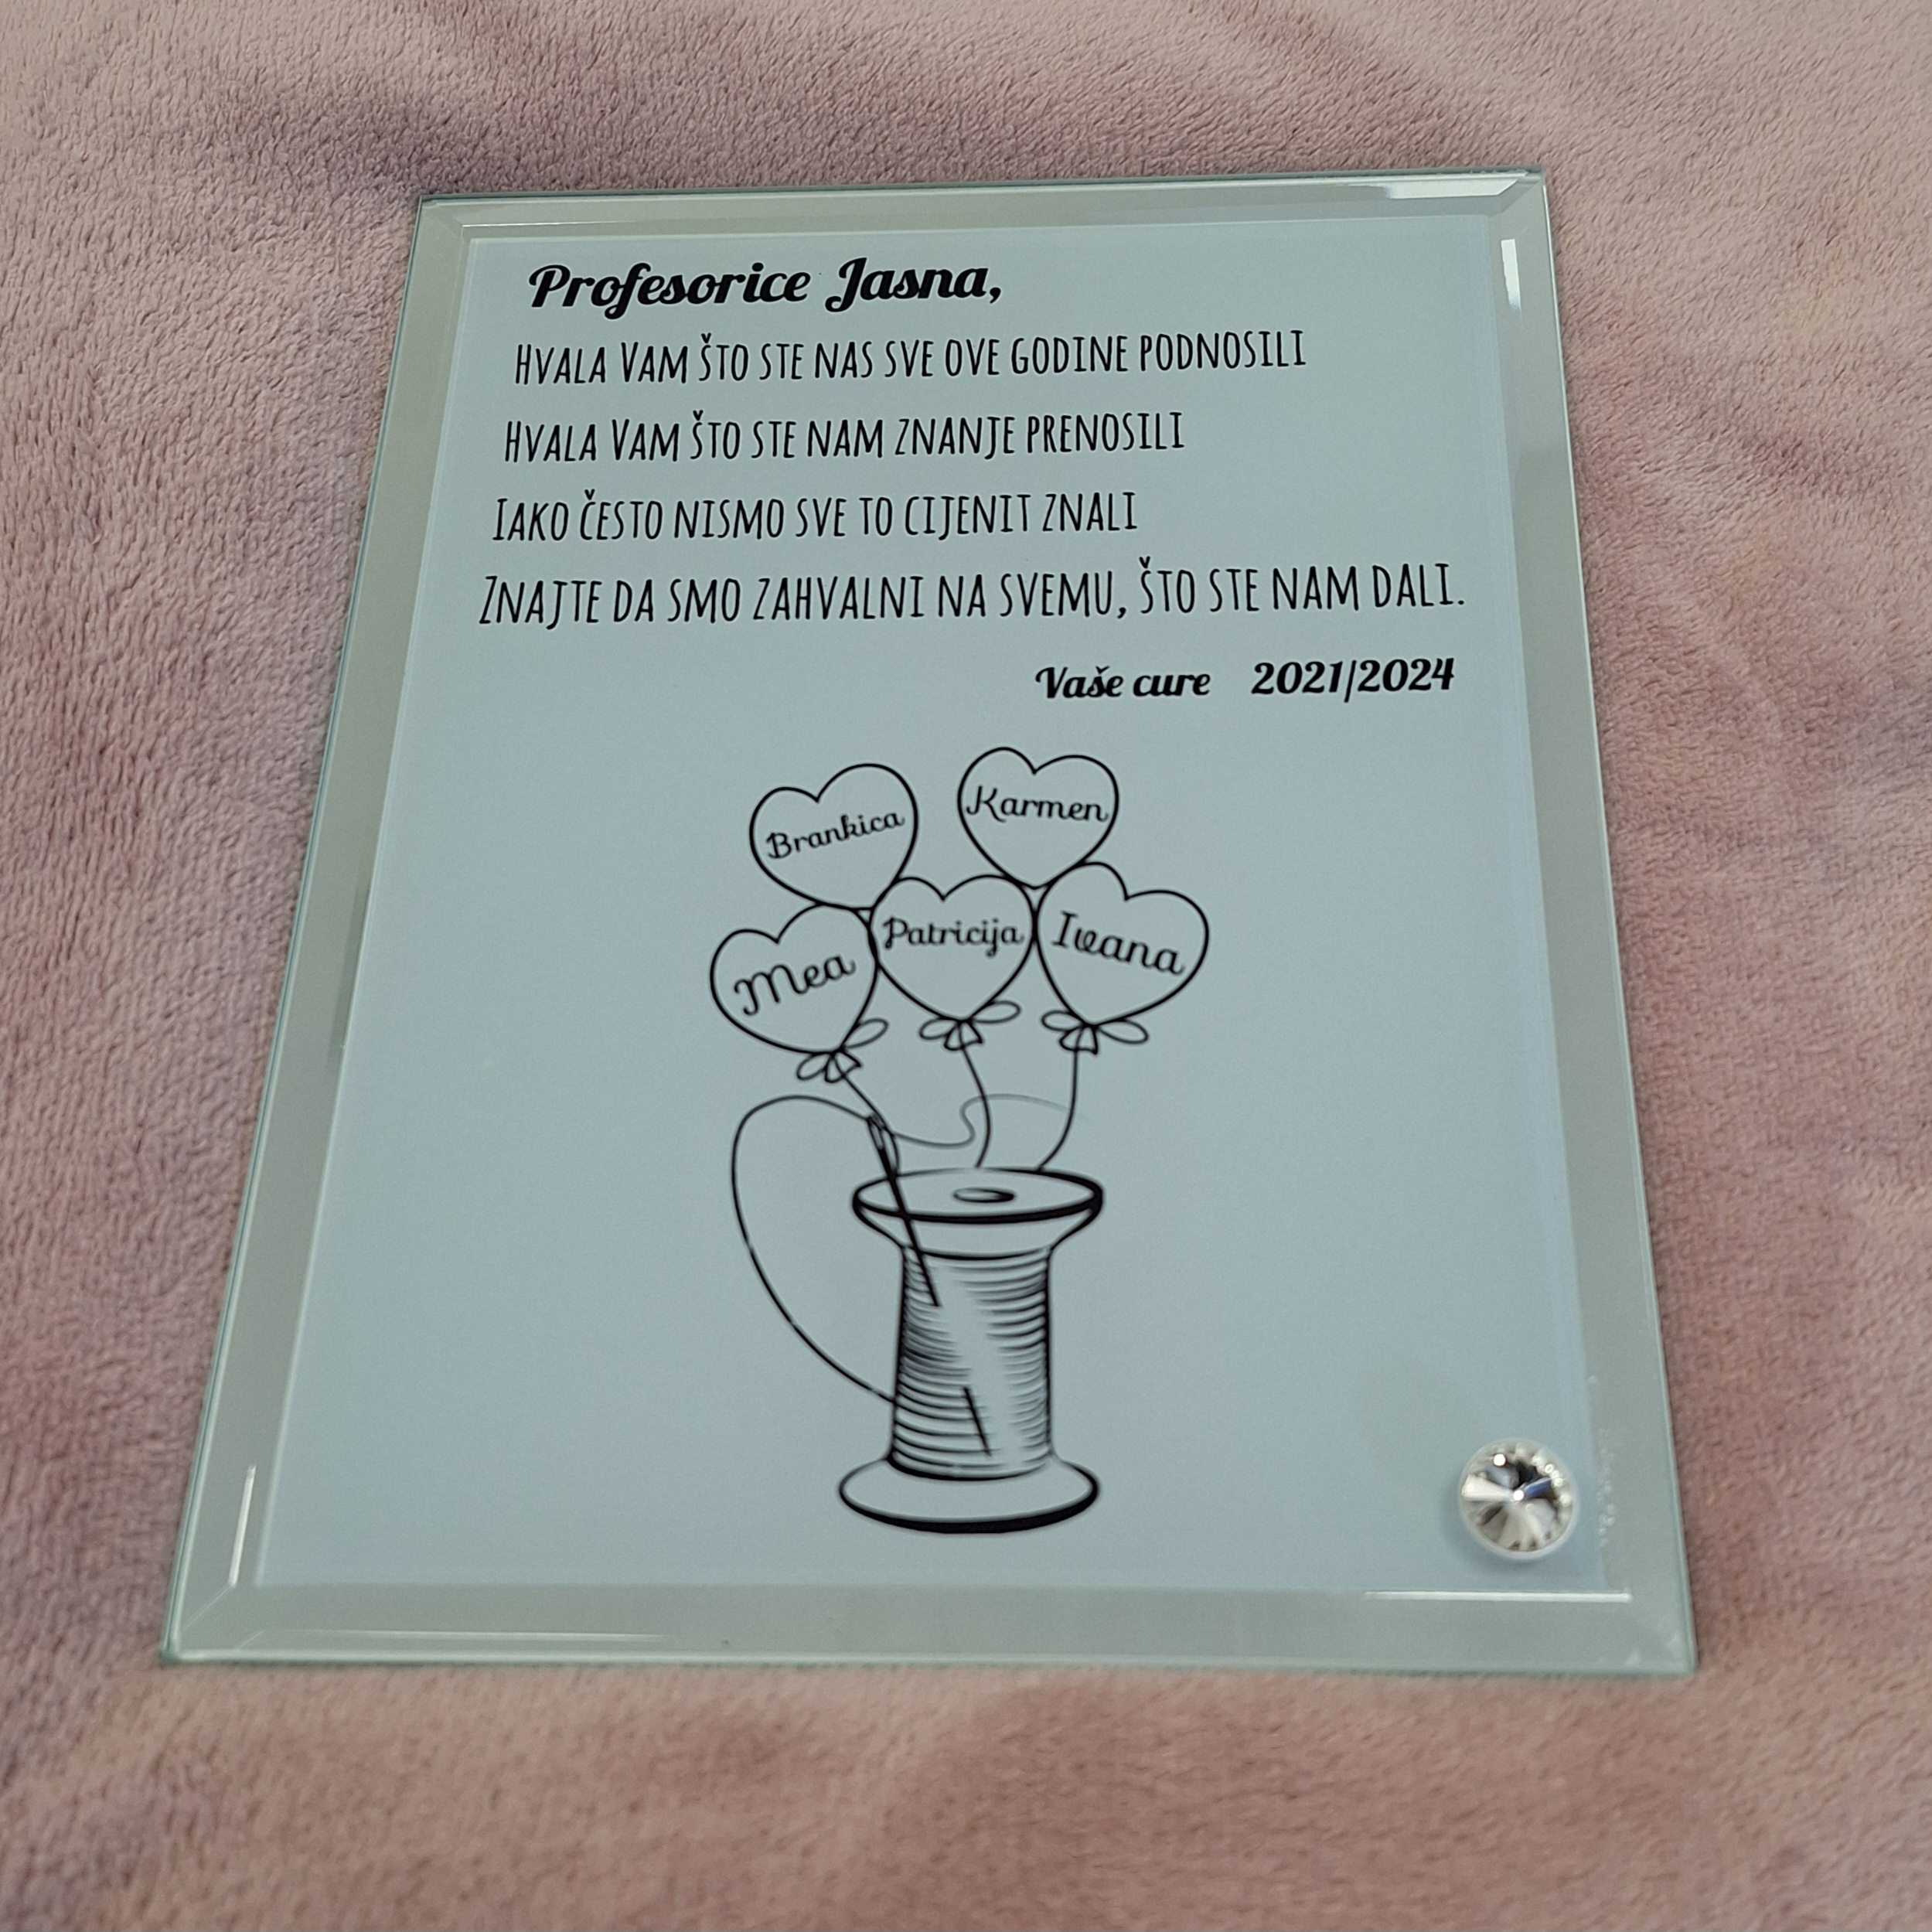 Profesorice Jasna,
Hvala Vam što ste nas sve ove godine podnosili
Hvala Vam što ste nam znanje prenosili
Iako često nismo sve to cijenit znali
Znajte da smo zahvalni na svemu, što ste nam dali.
Vaše cure 2021/2024
Brankica
Karmen
Mea
Patricija
Ivana